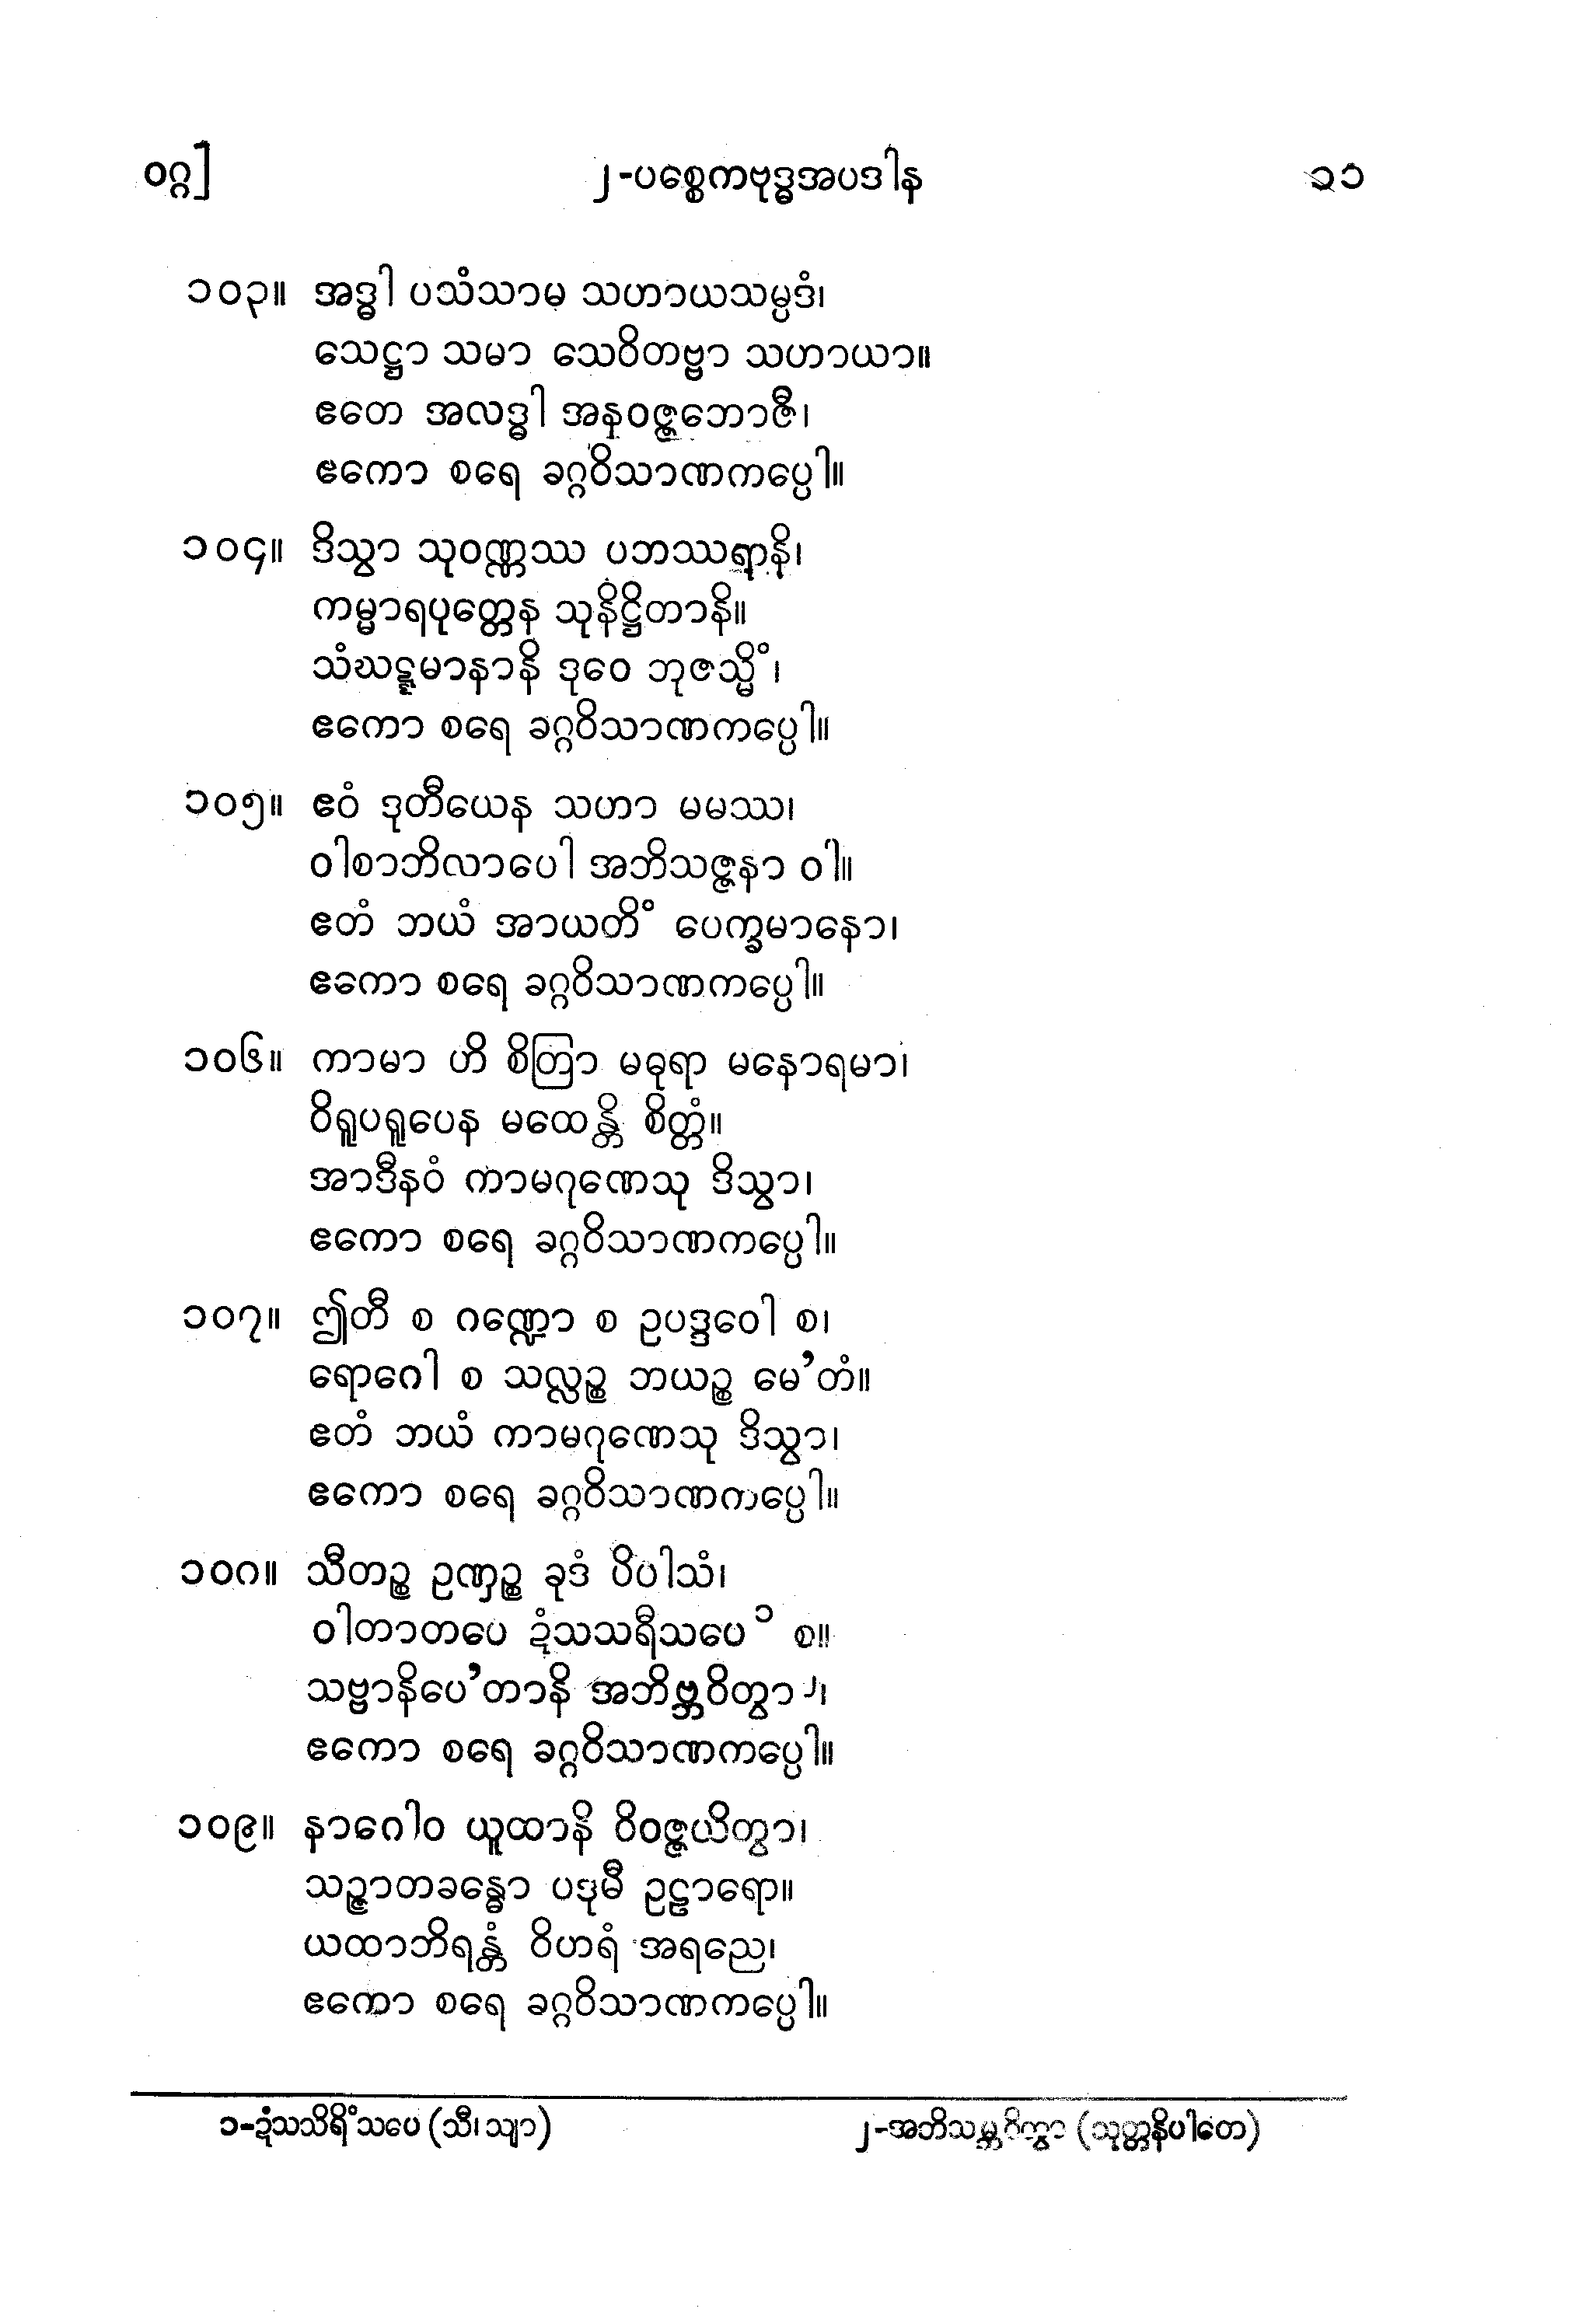 ဝဂ္ဂ] ၂-ပစ္စေကဗုဒ္ဓအပဒါန ၁၁
၁၀၃။ အဒ္ဓါ ပသံသာမ သဟာယသမ္ပဒံ၊
သေဋ္ဌာ သမာ သေဝိတဗ္ဗာ သဟာယာ။
ဧတေ အလဒ္ဓါ အနဝဇ္ဇဘောဇီ၊
ဧကော စရေ ခဂ္ဂဝိသာဏကပ္ပေါ။
၁၀၄။ ဒိသွာ သုဝဏ္ဏဿ ပဘဿရာနိ၊
ကမ္မာရပုတ္တေန သုနိဋ္ဌိတာနိ။
သံဃဋ္ဋမာနာနိ ဒုဝေ ဘုဇသ္မိံ၊
ဧကော စရေ ခဂ္ဂဝိသာဏကပ္ပေါ။
၁၀၅။ ဧဝံ ဒုတီယေန သဟာ မမဿ၊
ဝါစာဘိလာပေါ အဘိသဇ္ဇနာ ဝါ။
ဧတံ ဘယံ အာယတိံ ပေက္ခမာနော၊
ဧကော စရေ ခဂ္ဂဝိသာဏကပ္ပေါ။
၁၀၆။ ကာမာ ဟိ စိတြာ မဓုရာ မနောရမာ၊
ဝိရူပရူပေန မထေန္တိ စိတ္တံ။
အာဒီနဝံ ကာမဂုဏေသု ဒိသွာ၊
ဧကော စရေ ခဂ္ဂဝိသာဏကပ္ပေါ။
၁၀၇။ ဤတီ စ ဂဏ္ဍော စ ဥပဒ္ဒဝေါ စ၊
ရောဂေါ စ သလ္လဉ္စ ဘယဉ္စ မေ’တံ။
ဧတံ ဘယံ ကာမဂုဏေသု ဒိသွာ၊
ဧကော စရေ ခဂ္ဂဝိသာဏကပ္ပေါ။
၁၀၈။ သီတဉ္စ ဥဏှဉ္စ ခုဒံ ပိပါသံ၊
ဝါတာတပေ ဍံသသရီသပေ ၁ စ။
သဗ္ဗာနိပေ’တာနိ အဘိဗ္ဘဝိတွာ ၂၊
ဧကော စရေ ခဂ္ဂဝိသာဏကပ္ပေါ။
၁၀၉။ နာဂေါဝ ယူထာနိ ဝိဝဇ္ဇယိတွာ၊
သဉ္ဇာတခန္ဓော ပဒုမီ ဥဠာရော။
ယထာဘိရန္တံ ဝိဟရံ အရညေ၊
ဧကော စရေ ခဂ္ဂဝိသာဏကပ္ပေါ။
၁-ဍံသသိရိံသပေ (သီ၊ သျာ) ၂-အဘိသမ္ဘဝိတွာ (သုတ္တနိပါတေ)